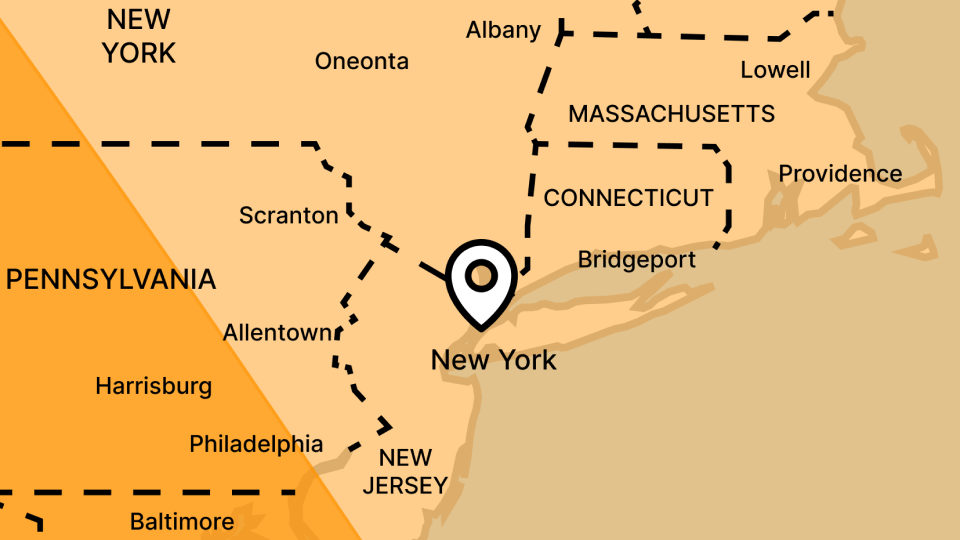 NEW
YORK
Albany
Oneonta
Lowell
MASSACHUSETTS
Providence
CONNECTICUT
Scranton
Bridgeport
PENNSYLVANIA
Allentown
New York
Harrisburg
Philadelphia
NEW
JERSEY
Baltimore